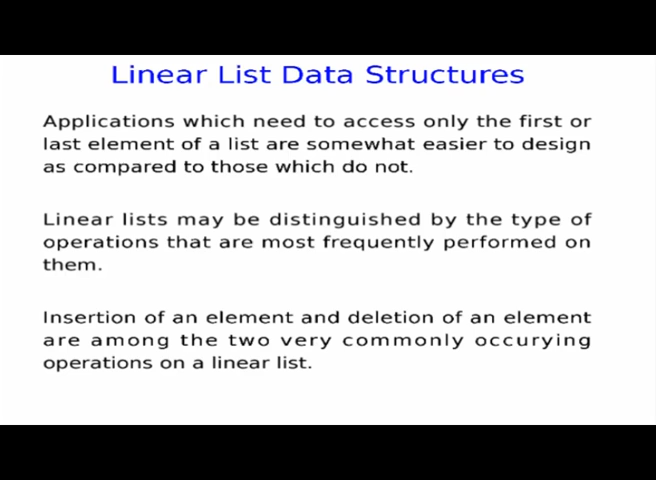 Linear List Data Structures
Applications which need to access only the first or
last element of a list are somewhat easier to design
as compared to those which do not.
Linear lists may be distinguished by the type of
operations that are most frequently performed on
them.
Insertion of an element and deletion of an element
are among the two very commonly occurying
operations on a linear list.